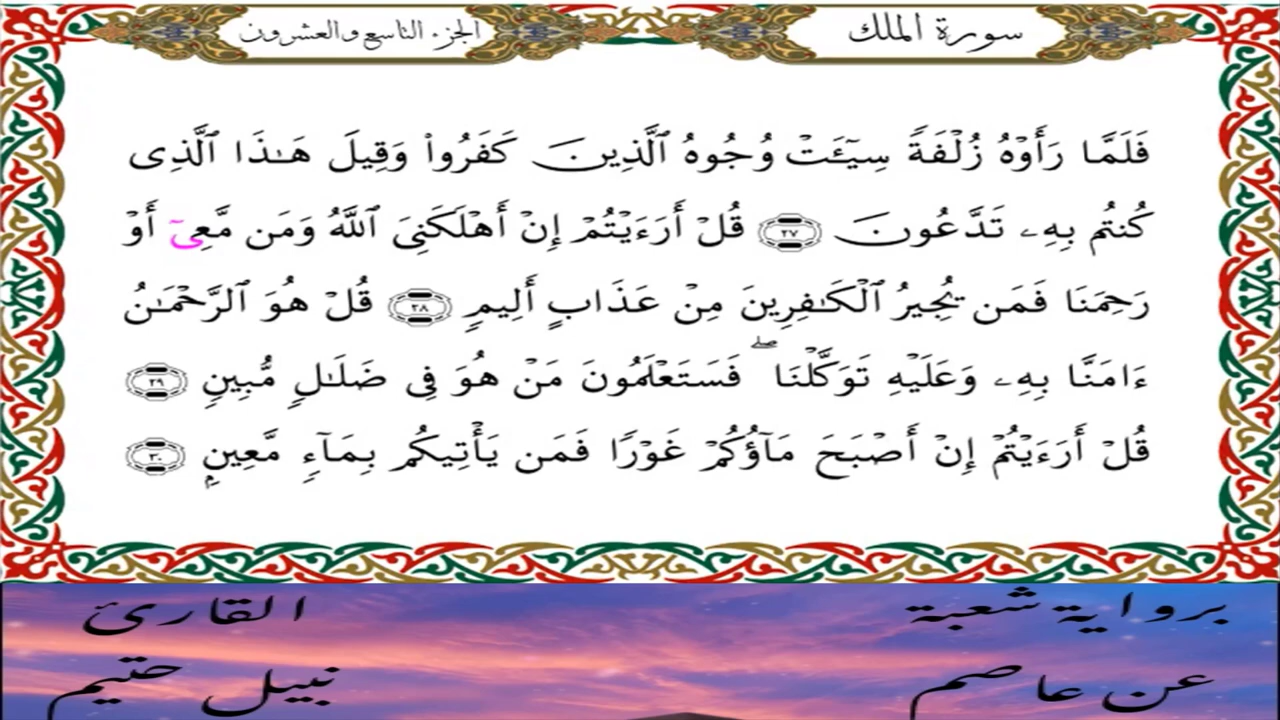 سورة الملك
الجزء التاسع والعشرون
فَلَمَّا رَأَوْهُ زُلْفَةً سِيٓـَٔتْ وُجُوهُ ٱلَّذِينَ كَفَرُواْ وَقِيلَ هَـٰذَا ٱلَّذِى
كُنتُم بِهِۦ تَدَّعُونَ ٢٧ قُلْ أَرَءَيْتُمْ إِنْ أَهْلَكَنِىَ ٱللَّهُ وَمَن مَّعِىٓ أَوْ
رَحِمَنَا فَمَن يُجِيرُ ٱلْكَـٰفِرِينَ مِنْ عَذَابٍ أَلِيمٍ ٢٨ قُلْ هُوَ ٱلرَّحْمَـٰنُ
ءَامَنَّا بِهِۦ وَعَلَيْهِ تَوَكَّلْنَا ۖ فَسَتَعْلَمُونَ مَنْ هُوَ فِى ضَلَـٰلٍ مُّبِينٍ ٢٩
قُلْ أَرَءَيْتُمْ إِنْ أَصْبَحَ مَآؤُكُمْ غَوْرًا فَمَن يَأْتِيكُم بِمَآءٍ مَّعِينٍۭ ٣٠
برواية شعبة
القارئ
عن عاصم
نبيل حتيم